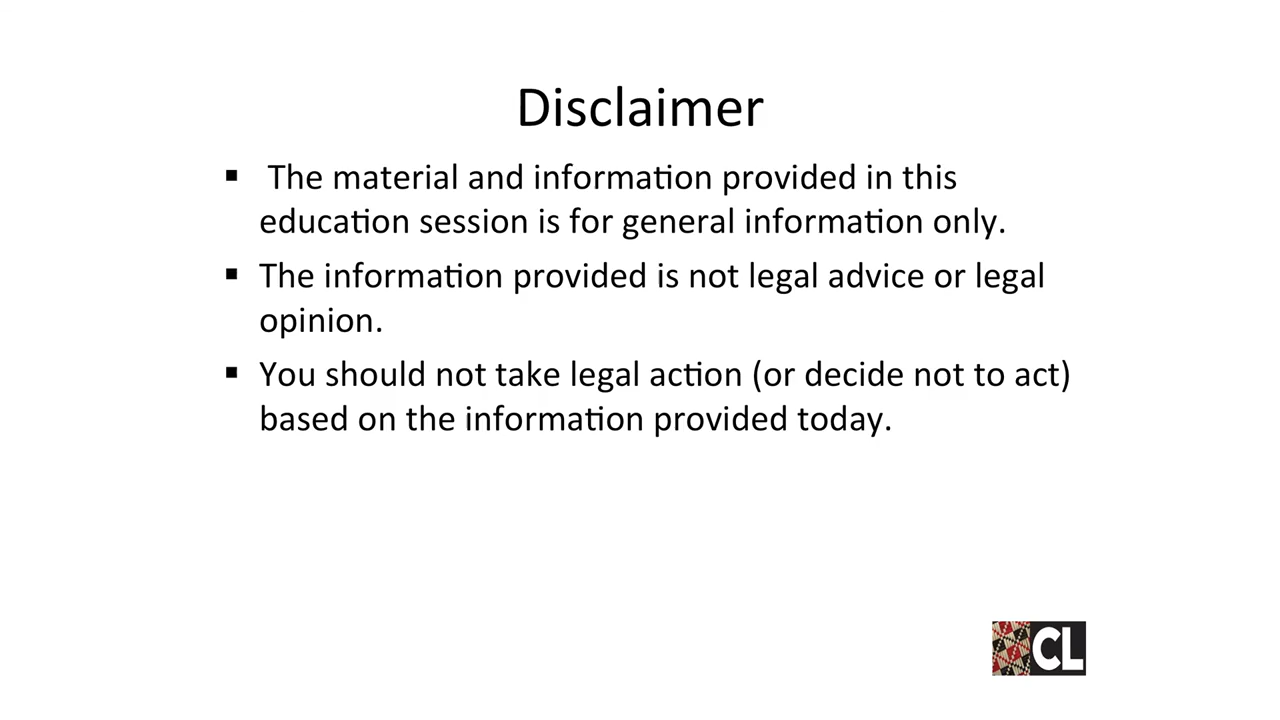 Disclaimer
▪ The material and information provided in this
education session is for general information only.
▪ The information provided is not legal advice or legal
opinion.
▪ You should not take legal action (or decide not to act)
based on the information provided today.
CL